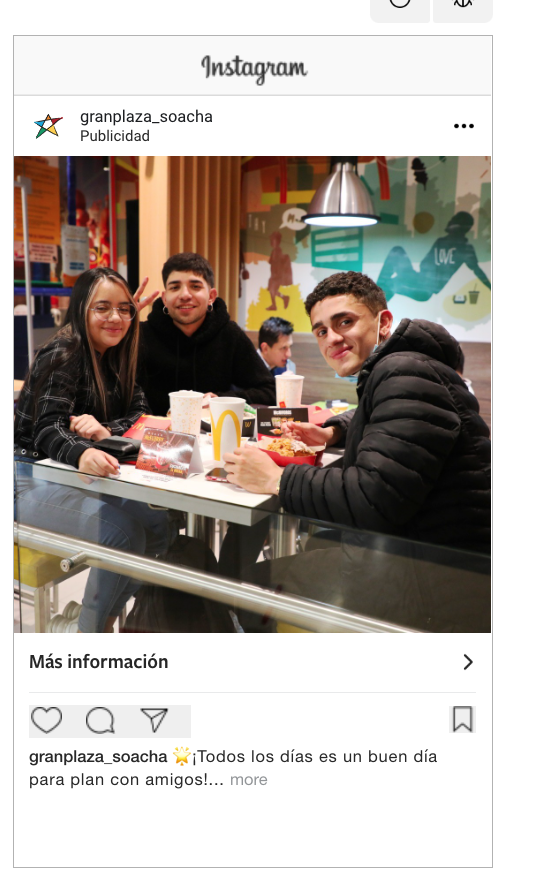 Instagram
granplaza_soacha
Publicidad
LOVE
Más información
granplaza_soacha 🌟¡Todos los días es un buen día
para plan con amigos!... more